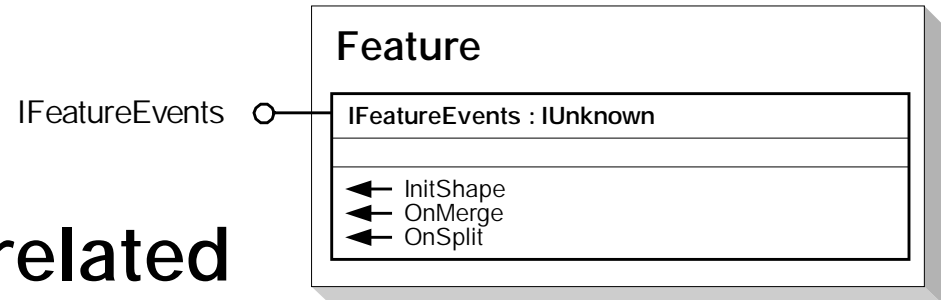 Feature
IFeatureEvents
IFeatureEvents : IUnknown
InitShape
OnMerge
OnSplit
related